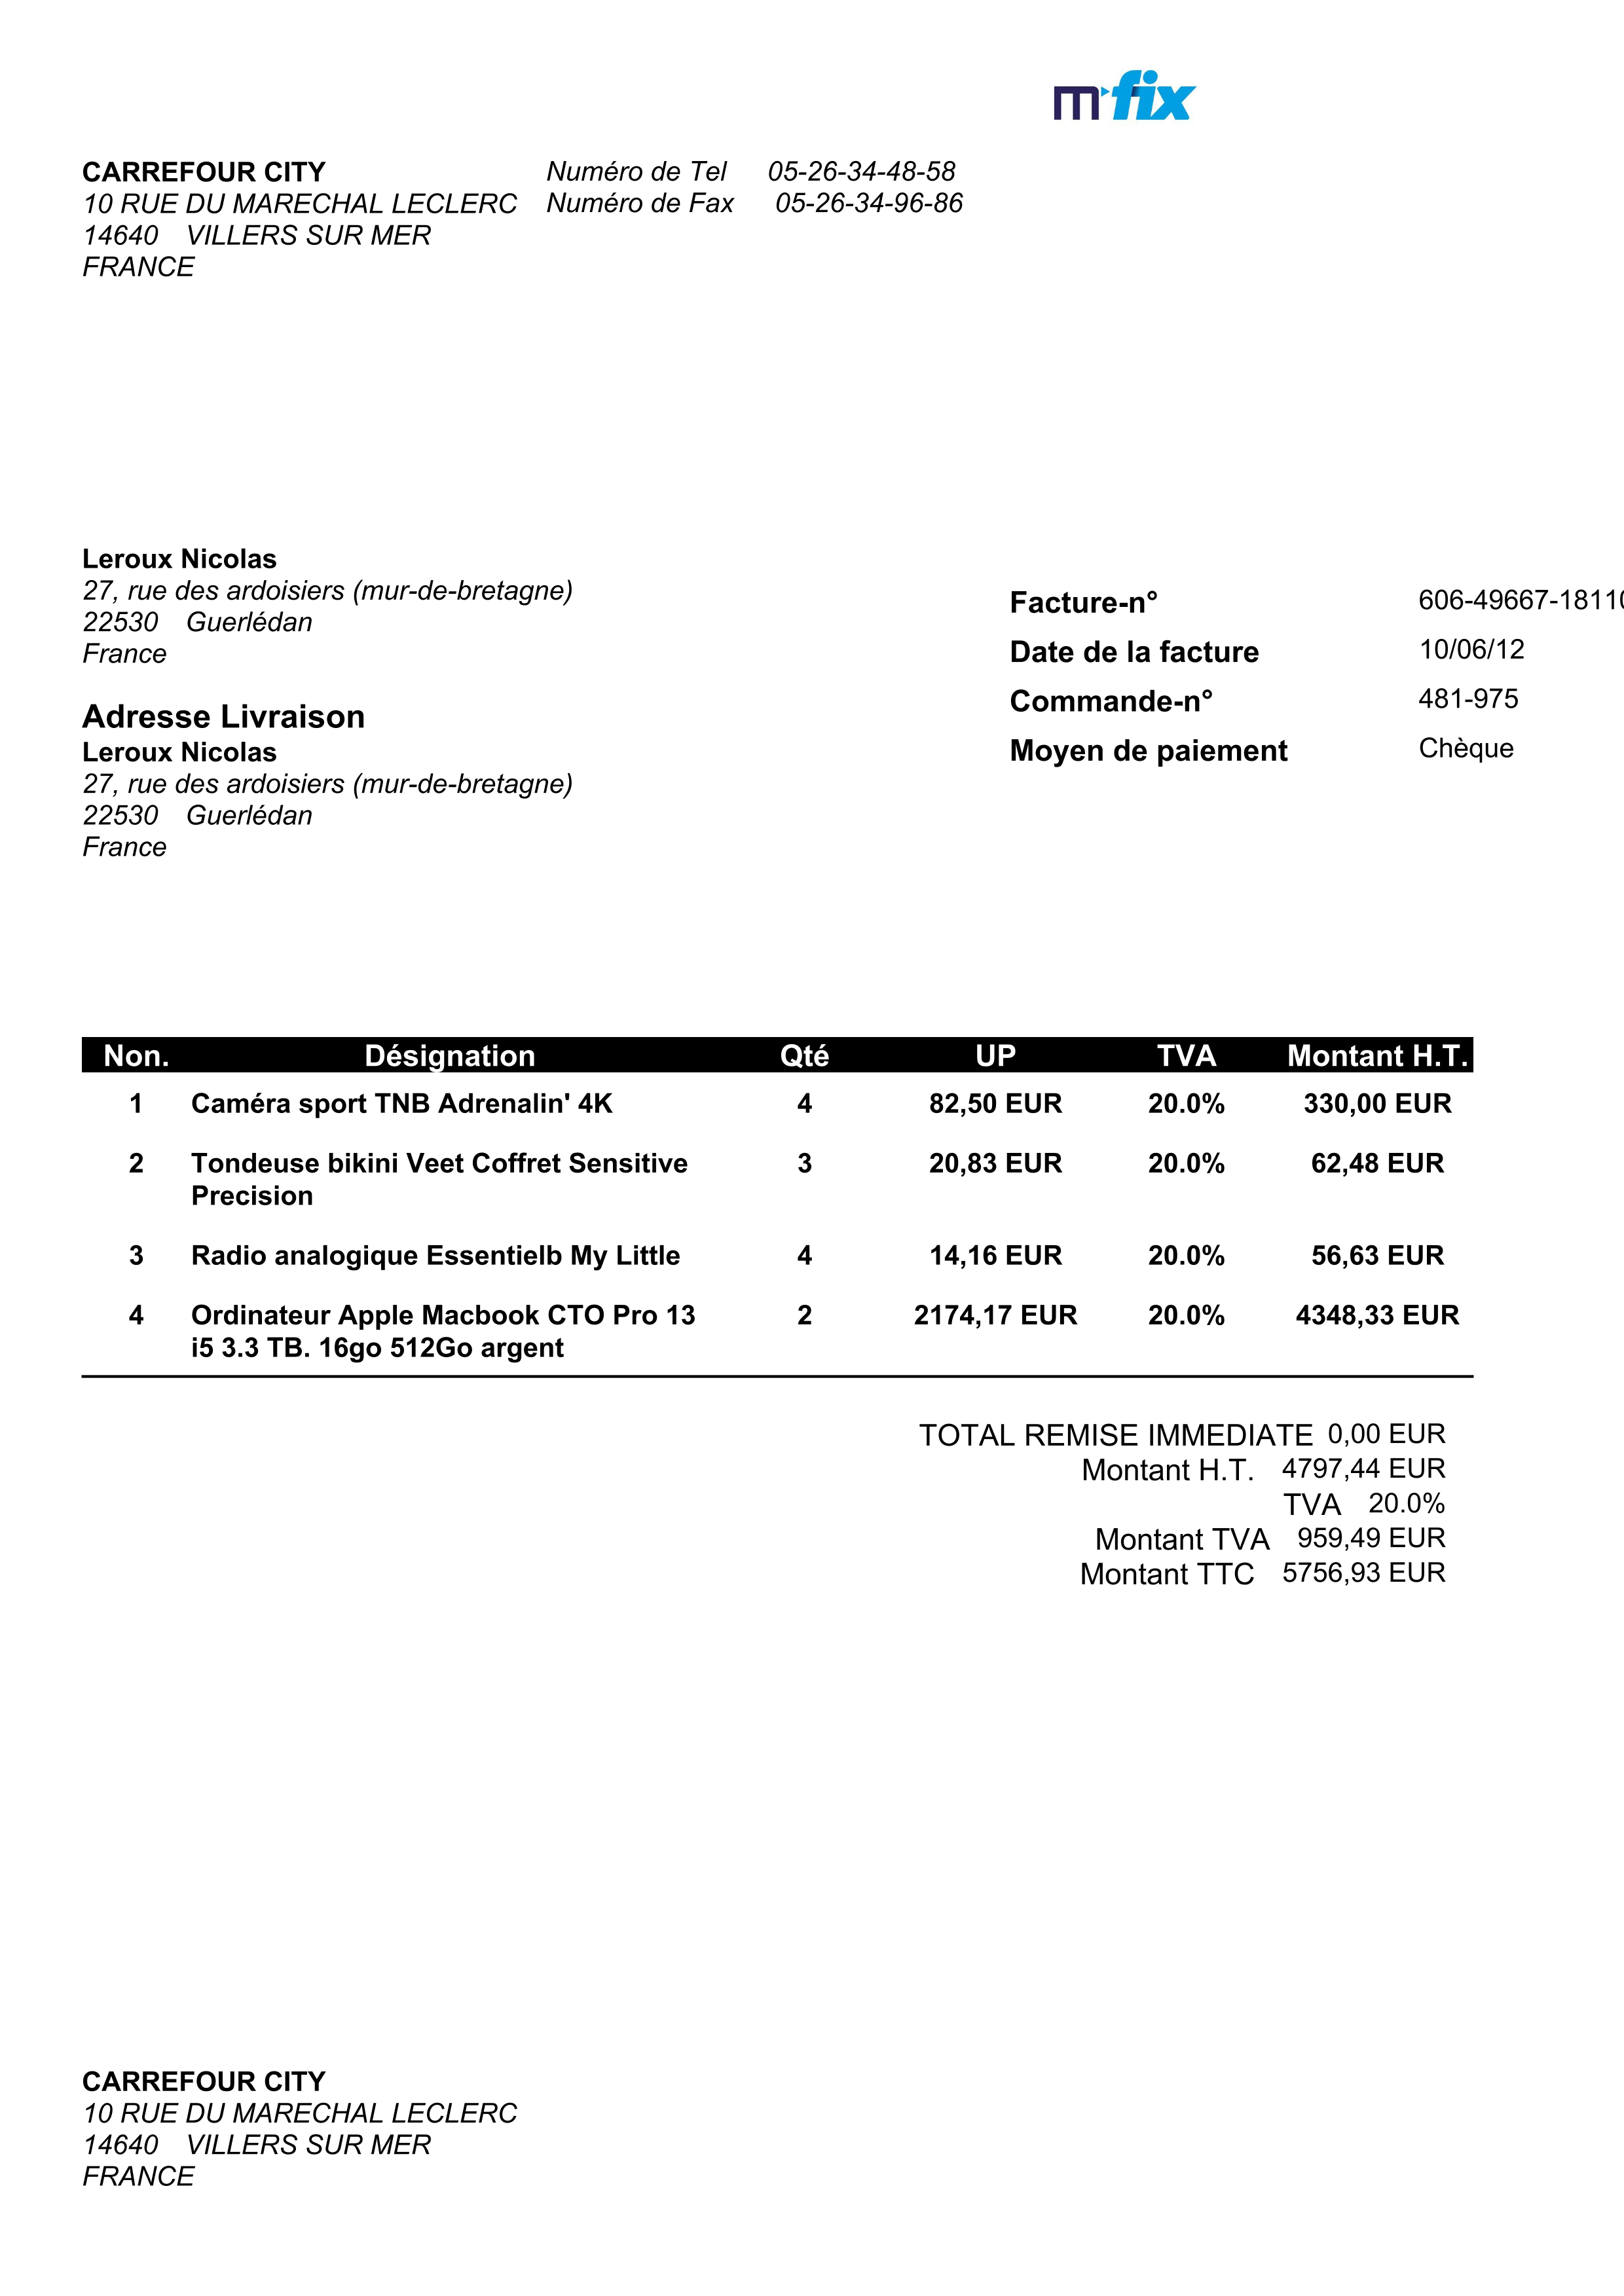 m fix
CARREFOUR CITY
10 RUE DU MARECHAL LECLERC
14640 VILLERS SUR MER
FRANCE
Numéro de Tel 05-26-34-48-58
Numéro de Fax 05-26-34-96-86
Leroux Nicolas
27, rue des ardoisiers (mur-de-bretagne)
22530 Guerlédan
France
Adresse Livraison
Leroux Nicolas
27, rue des ardoisiers (mur-de-bretagne)
22530 Guerlédan
France
Facture-n° 606-49667-18110
Date de la facture 10/06/12
Commande-n° 481-975
Moyen de paiement Chèque
Non. Désignation Qté UP TVA Montant H.T.
1 Caméra sport TNB Adrenalin' 4K 4 82,50 EUR 20.0% 330,00 EUR
2 Tondeuse bikini Veet Coffret Sensitive 3 20,83 EUR 20.0% 62,48 EUR
Precision
3 Radio analogique Essentielb My Little 4 14,16 EUR 20.0% 56,63 EUR
4 Ordinateur Apple Macbook CTO Pro 13 2 2174,17 EUR 20.0% 4348,33 EUR
i5 3.3 TB. 16go 512Go argent
TOTAL REMISE IMMEDIATE 0,00 EUR
Montant H.T. 4797,44 EUR
TVA 20.0%
Montant TVA 959,49 EUR
Montant TTC 5756,93 EUR
CARREFOUR CITY
10 RUE DU MARECHAL LECLERC
14640 VILLERS SUR MER
FRANCE